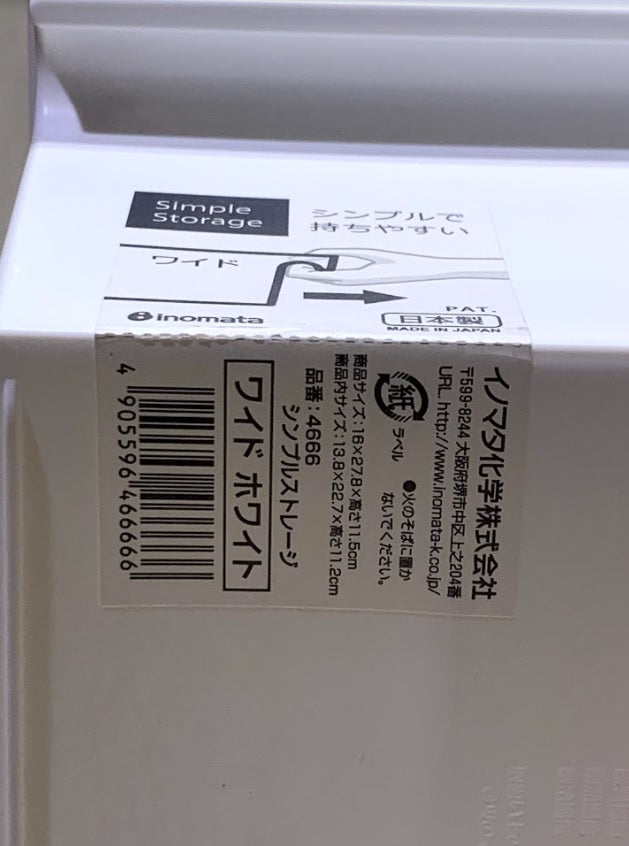 Simple
Storage
シンプルで
持ちやすい
ワイド
inomata
PAT.
日本製
MADE IN JAPAN
イノマタ化学株式会社
〒599-8244 大阪府堺市中区上之204番
URL. http://www.inomata-k.co.jp/
紙
ラベル
●火のそばに置か
ないでください。
商品サイズ:16×27.8×高さ11.5cm
商品内サイズ:13.8×22.7×高さ11.2cm
品番:4666
シンプルストレージ
ワイド ホワイト
4 905596 466666